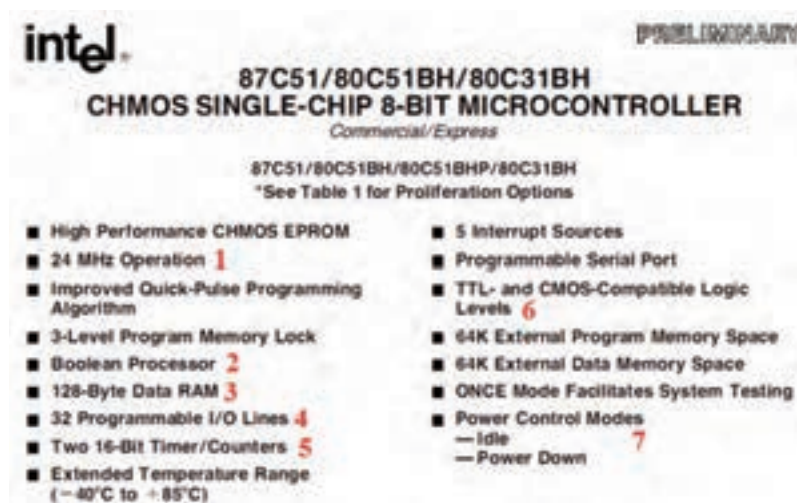 intel®
PRELIMINARY
87C51/80C51BH/80C31BH
CHMOS SINGLE-CHIP 8-BIT MICROCONTROLLER
Commercial/Express
87C51/80C51BH/80C51BHP/80C31BH
*See Table 1 for Proliferation Options
■ High Performance CHMOS EPROM
■ 24 MHz Operation 1
■ Improved Quick-Pulse Programming
Algorithm
■ 3-Level Program Memory Lock
■ Boolean Processor 2
■ 128-Byte Data RAM 3
■ 32 Programmable I/O Lines 4
■ Two 16-Bit Timer/Counters 5
■ Extended Temperature Range
(−40°C to +85°C)
■ 5 Interrupt Sources
■ Programmable Serial Port
■ TTL- and CMOS-Compatible Logic
Levels 6
■ 64K External Program Memory Space
■ 64K External Data Memory Space
■ ONCE Mode Facilitates System Testing
■ Power Control Modes
— Idle 7
— Power Down